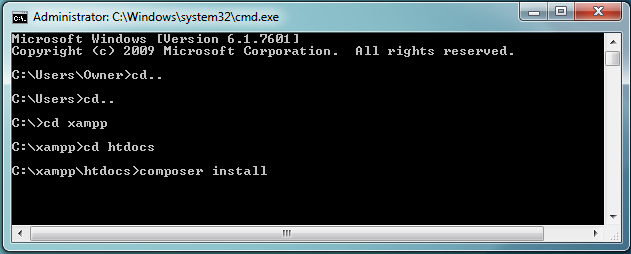 Administrator: C:\Windows\system32\cmd.exe
Microsoft Windows [Version 6.1.7601]
Copyright (c) 2009 Microsoft Corporation.  All rights reserved.
C:\Users\Owner>cd..
C:\Users>cd..
C:\>cd xampp
C:\xampp>cd htdocs
C:\xampp\htdocs>composer install